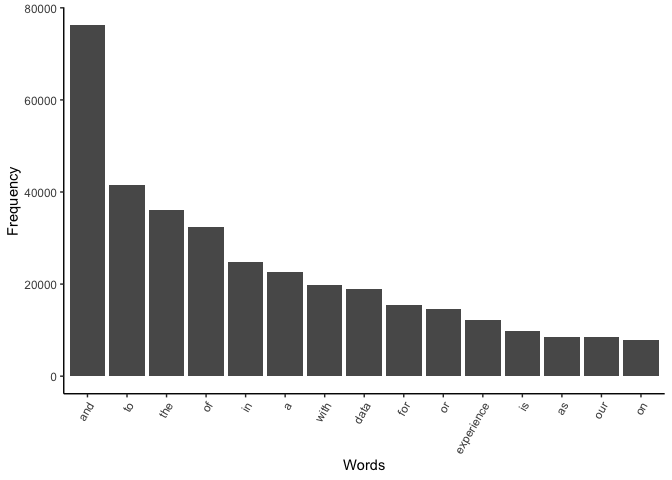 80000
60000
40000
20000
0
Frequency
and to the of in a with data for or experience is as our on
Words